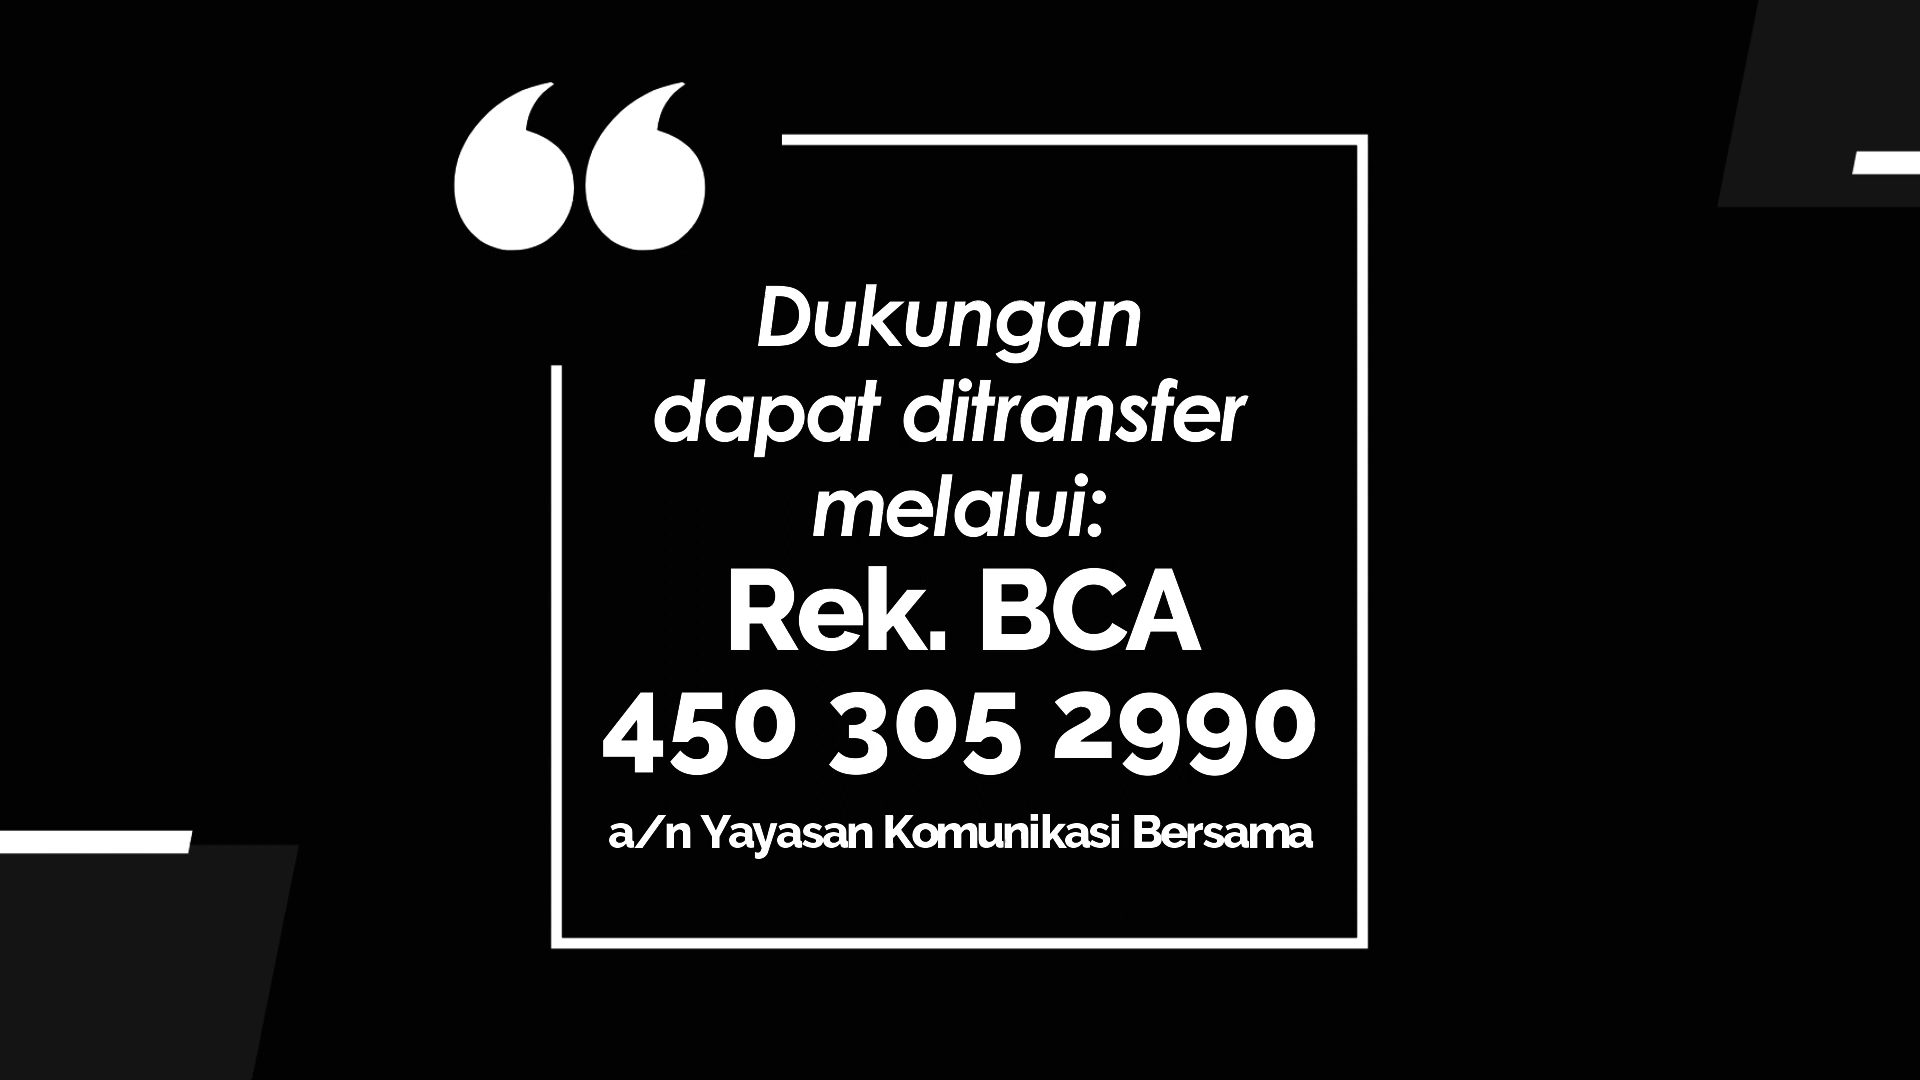 Dukungan
dapat ditransfer
melalui:
Rek. BCA
450 305 2990
a/n Yayasan Komunikasi Bersama